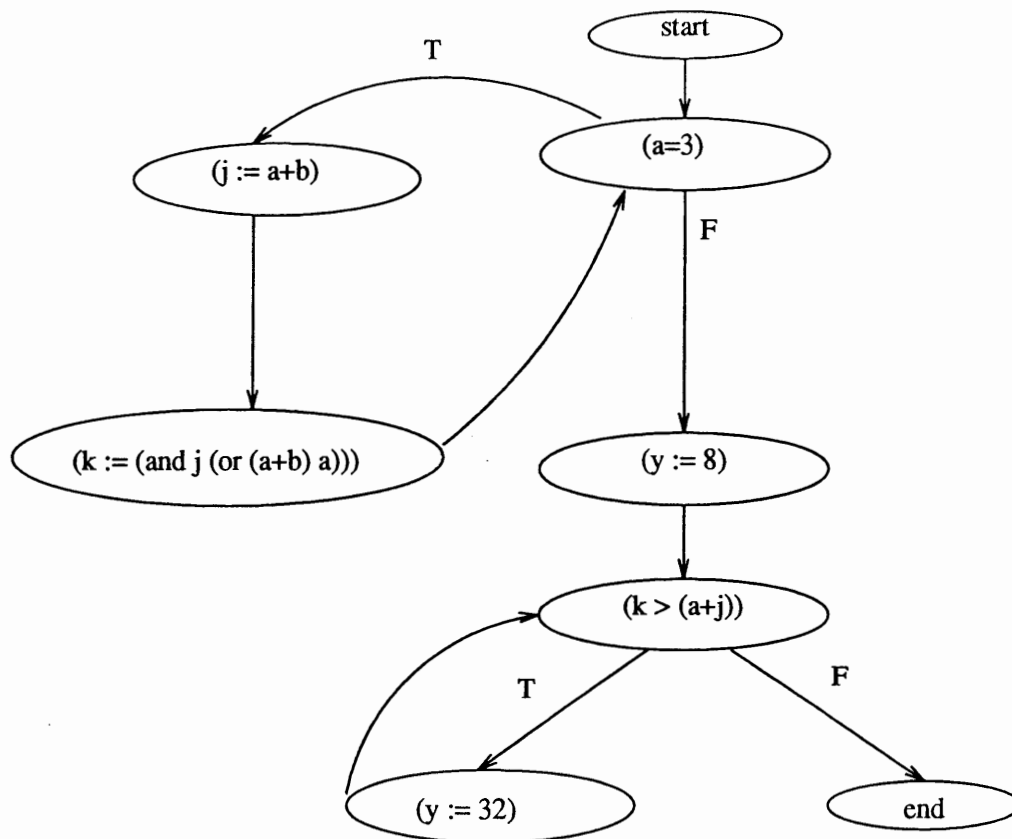 start
T
(a=3)
(j := a+b)
F
(k := (and j (or (a+b) a)))
(y := 8)
(k > (a+j))
T
F
(y := 32)
end